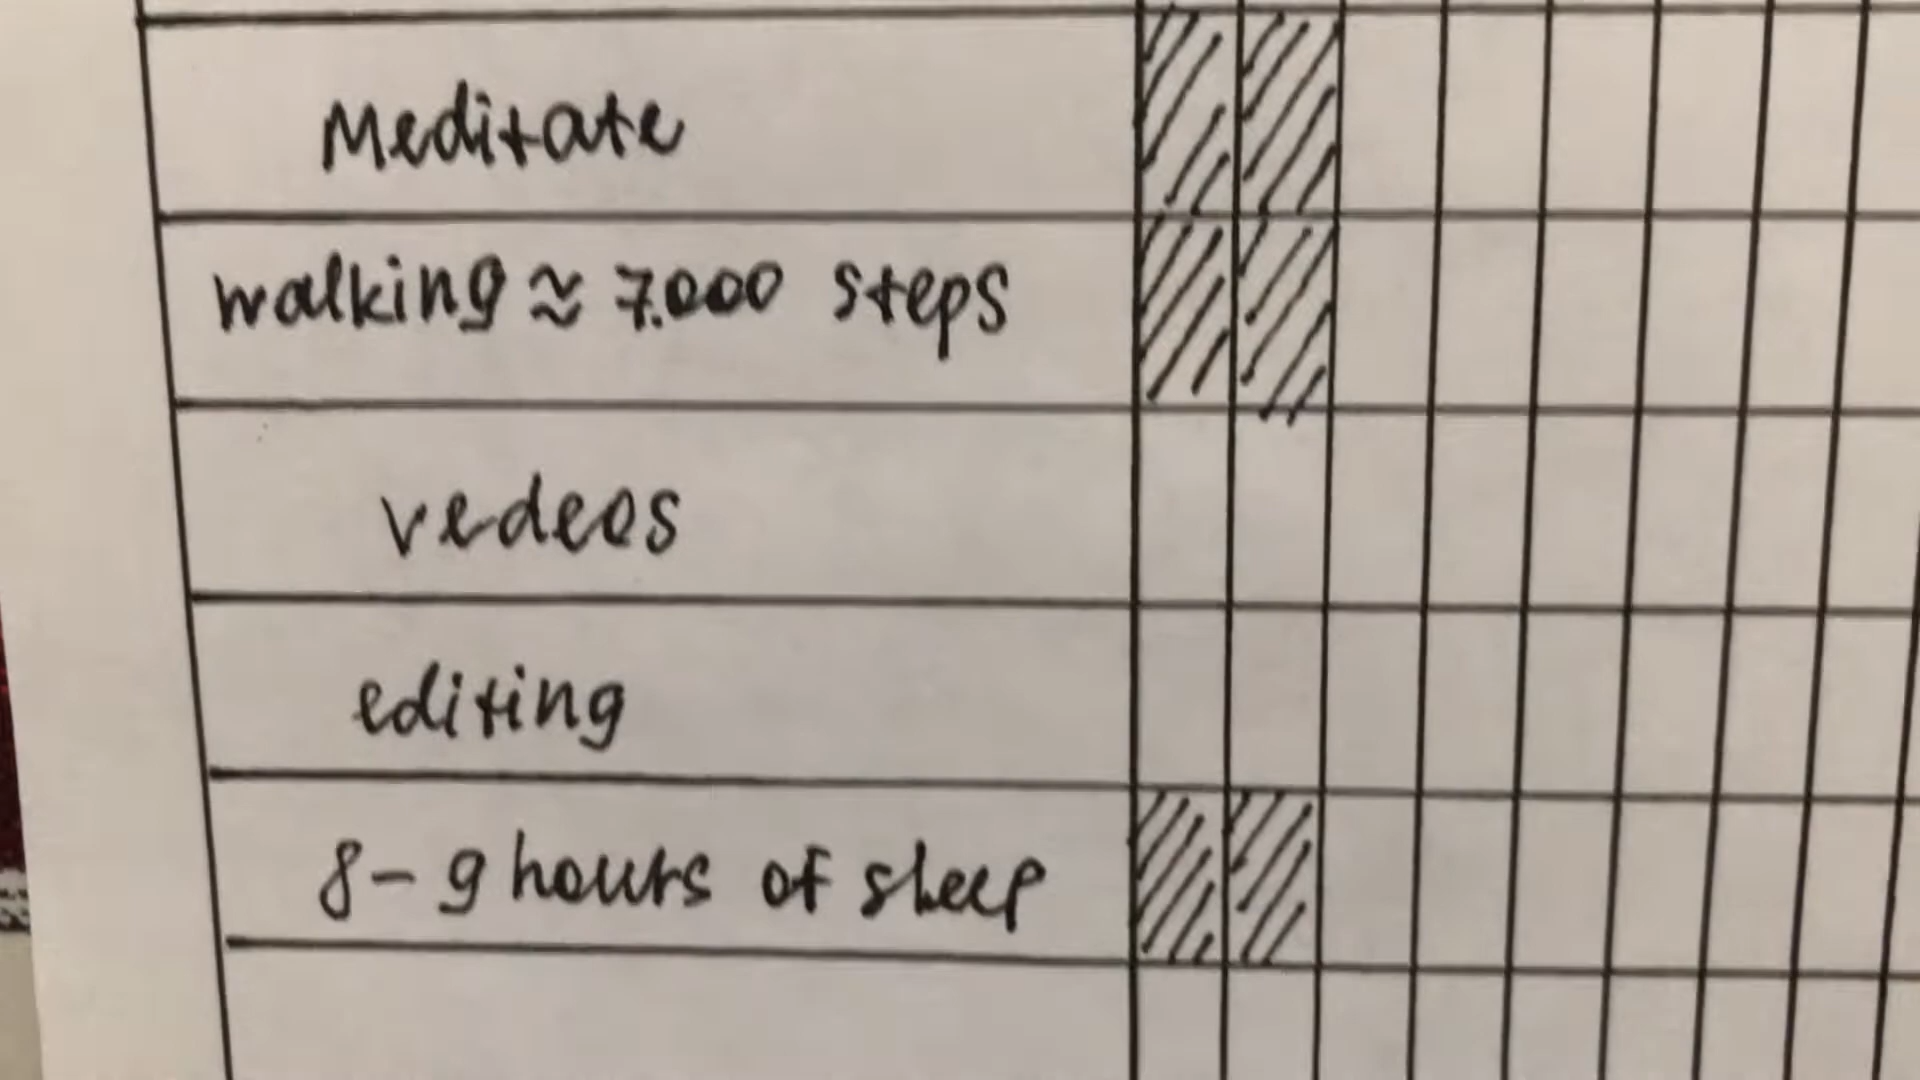 Meditate
walking ≈ 7.000 steps
vedeos
editing
8-9 hours of sleep